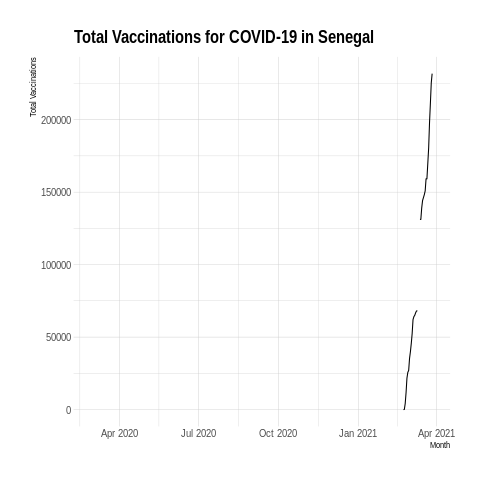 Total Vaccinations for COVID-19 in Senegal
Total Vaccinations
200000
150000
100000
50000
0
Apr 2020 Jul 2020 Oct 2020 Jan 2021 Apr 2021
Month